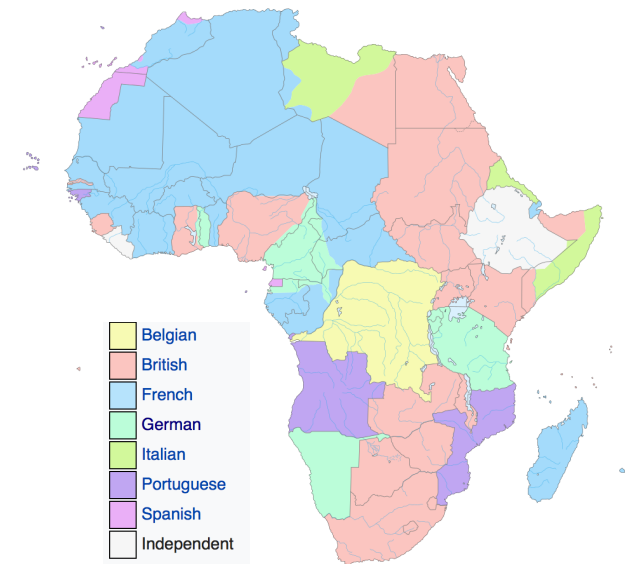 Belgian
British
French
German
Italian
Portuguese
Spanish
Independent